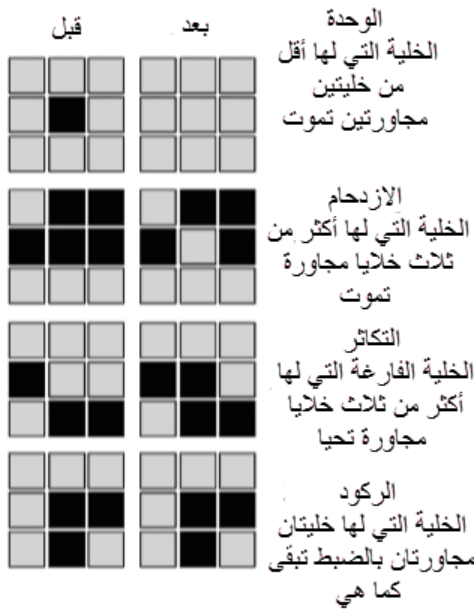 قبل
بعد
الوحدة
الخلية التي لها أقل
من خليتين
مجاورتين تموت
الازدحام
الخلية التي لها أكثر من
ثلاث خلايا مجاورة
تموت
التكاثر
الخلية الفارغة التي لها
أكثر من ثلاث خلايا
مجاورة تحيا
الركود
الخلية التي لها خليتان
مجاورتان بالضبط تبقى
كما هي